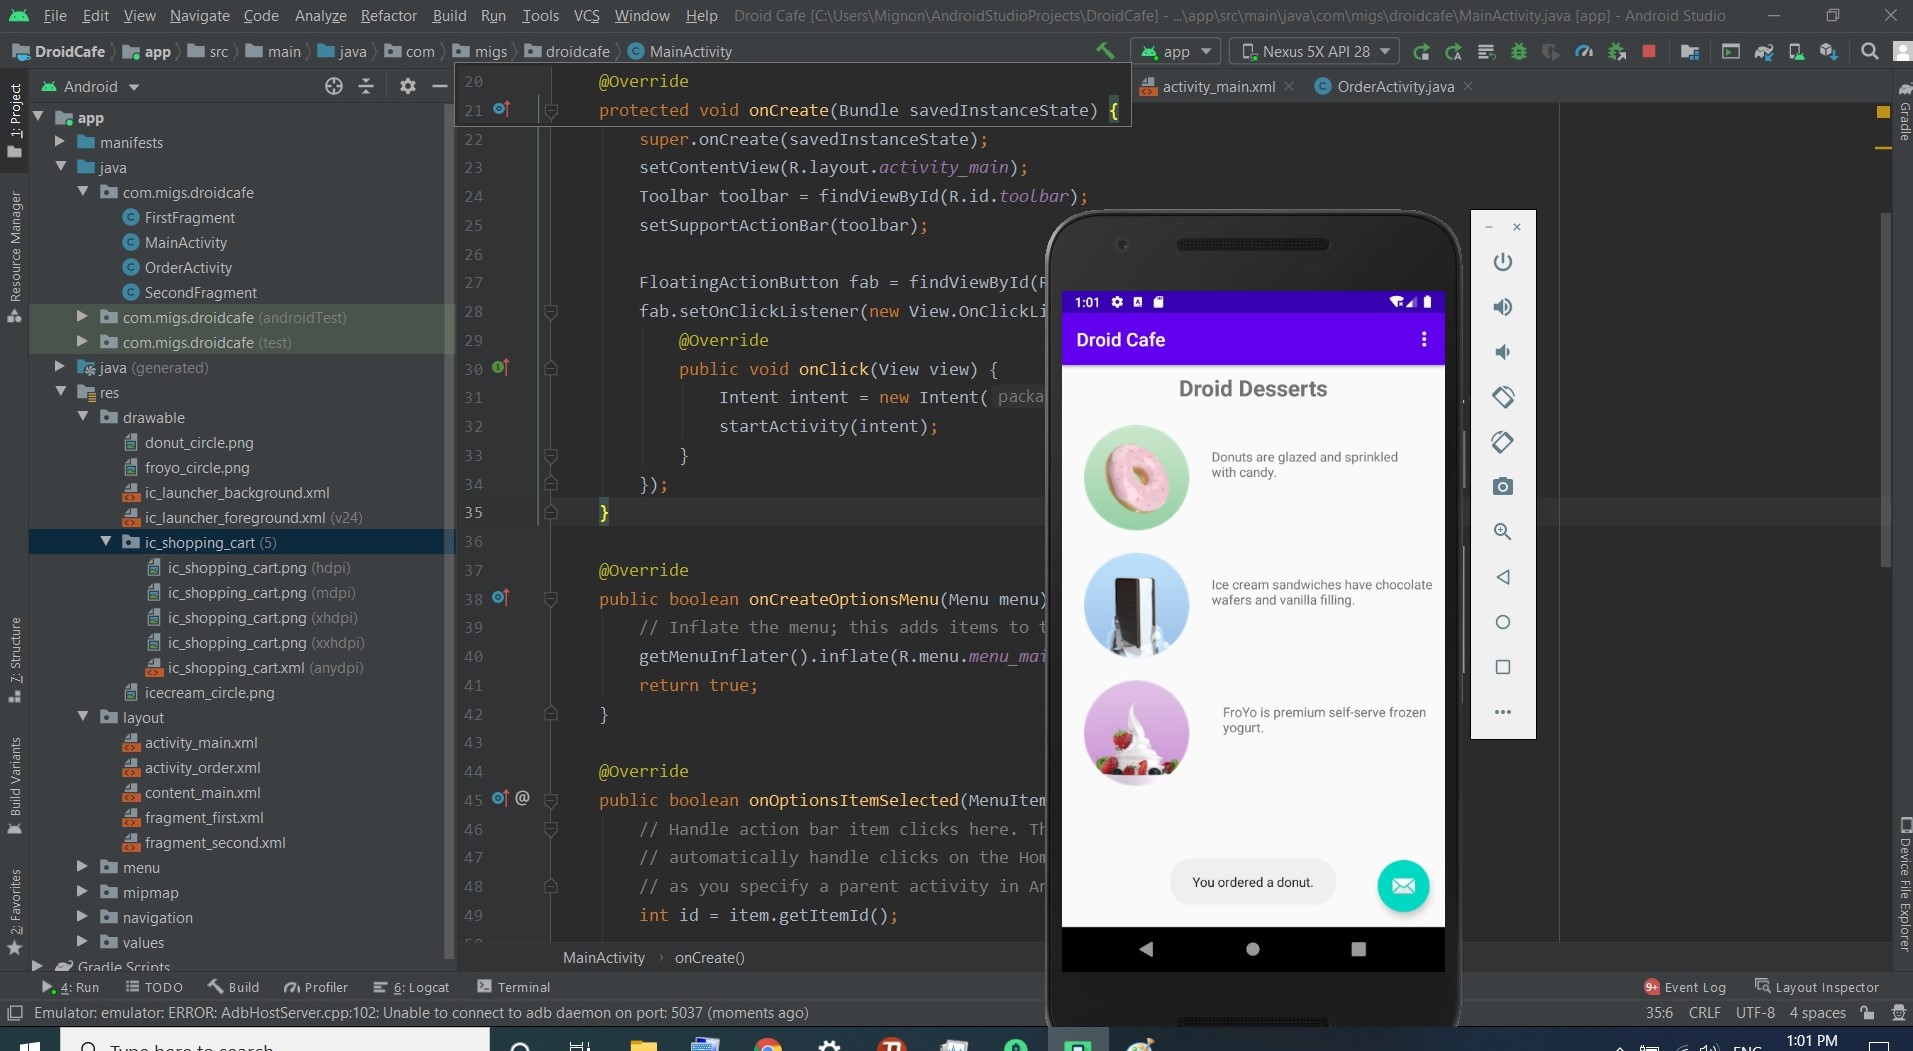 File Edit View Navigate Code Analyze Refactor Build Run Tools VCS Window Help Droid Cafe [C:\Users\Mignon\AndroidStudioProjects\DroidCafe] - ...\app\src\main\java\com\migs\droidcafe\MainActivity.java [app] - Android Studio
DroidCafe app src main java com migs droidcafe MainActivity app Nexus 5X API 28
Android
activity_main.xml
OrderActivity.java
1: Project
Resource Manager
7: Structure
Build Variants
2: Favorites
app
manifests
java
com.migs.droidcafe
FirstFragment
MainActivity
OrderActivity
SecondFragment
com.migs.droidcafe (androidTest)
com.migs.droidcafe (test)
java (generated)
res
drawable
donut_circle.png
froyo_circle.png
ic_launcher_background.xml
ic_launcher_foreground.xml (v24)
ic_shopping_cart (5)
ic_shopping_cart.png (hdpi)
ic_shopping_cart.png (mdpi)
ic_shopping_cart.png (xhdpi)
ic_shopping_cart.png (xxhdpi)
ic_shopping_cart.xml (anydpi)
icecream_circle.png
layout
activity_main.xml
activity_order.xml
content_main.xml
fragment_first.xml
fragment_second.xml
menu
mipmap
navigation
values
Gradle Scripts
20 @Override
21 protected void onCreate(Bundle savedInstanceState) {
22 super.onCreate(savedInstanceState);
23 setContentView(R.layout.activity_main);
24 Toolbar toolbar = findViewById(R.id.toolbar);
25 setSupportActionBar(toolbar);
26
27 FloatingActionButton fab = findViewById(R
28 fab.setOnClickListener(new View.OnClickLi
29 @Override
30 public void onClick(View view) {
31 Intent intent = new Intent( packa
32 startActivity(intent);
33 }
34 });
35 }
36
37 @Override
38 public boolean onCreateOptionsMenu(Menu menu)
39 // Inflate the menu; this adds items to t
40 getMenuInflater().inflate(R.menu.menu_mai
41 return true;
42 }
43
44 @Override
45 @ public boolean onOptionsItemSelected(MenuItem
46 // Handle action bar item clicks here. Th
47 // automatically handle clicks on the Hom
48 // as you specify a parent activity in An
49 int id = item.getItemId();
MainActivity › onCreate()
1:01
Droid Cafe
Droid Desserts
Donuts are glazed and sprinkled
with candy.
Ice cream sandwiches have chocolate
wafers and vanilla filling.
FroYo is premium self-serve frozen
yogurt.
You ordered a donut.
Gradle
Device File Explorer
4: Run TODO Build Profiler 6: Logcat Terminal 9+ Event Log Layout Inspector
Emulator: emulator: ERROR: AdbHostServer.cpp:102: Unable to connect to adb daemon on port: 5037 (moments ago) 35:6 CRLF UTF-8 4 spaces
Type here to search
ENG
1:01 PM